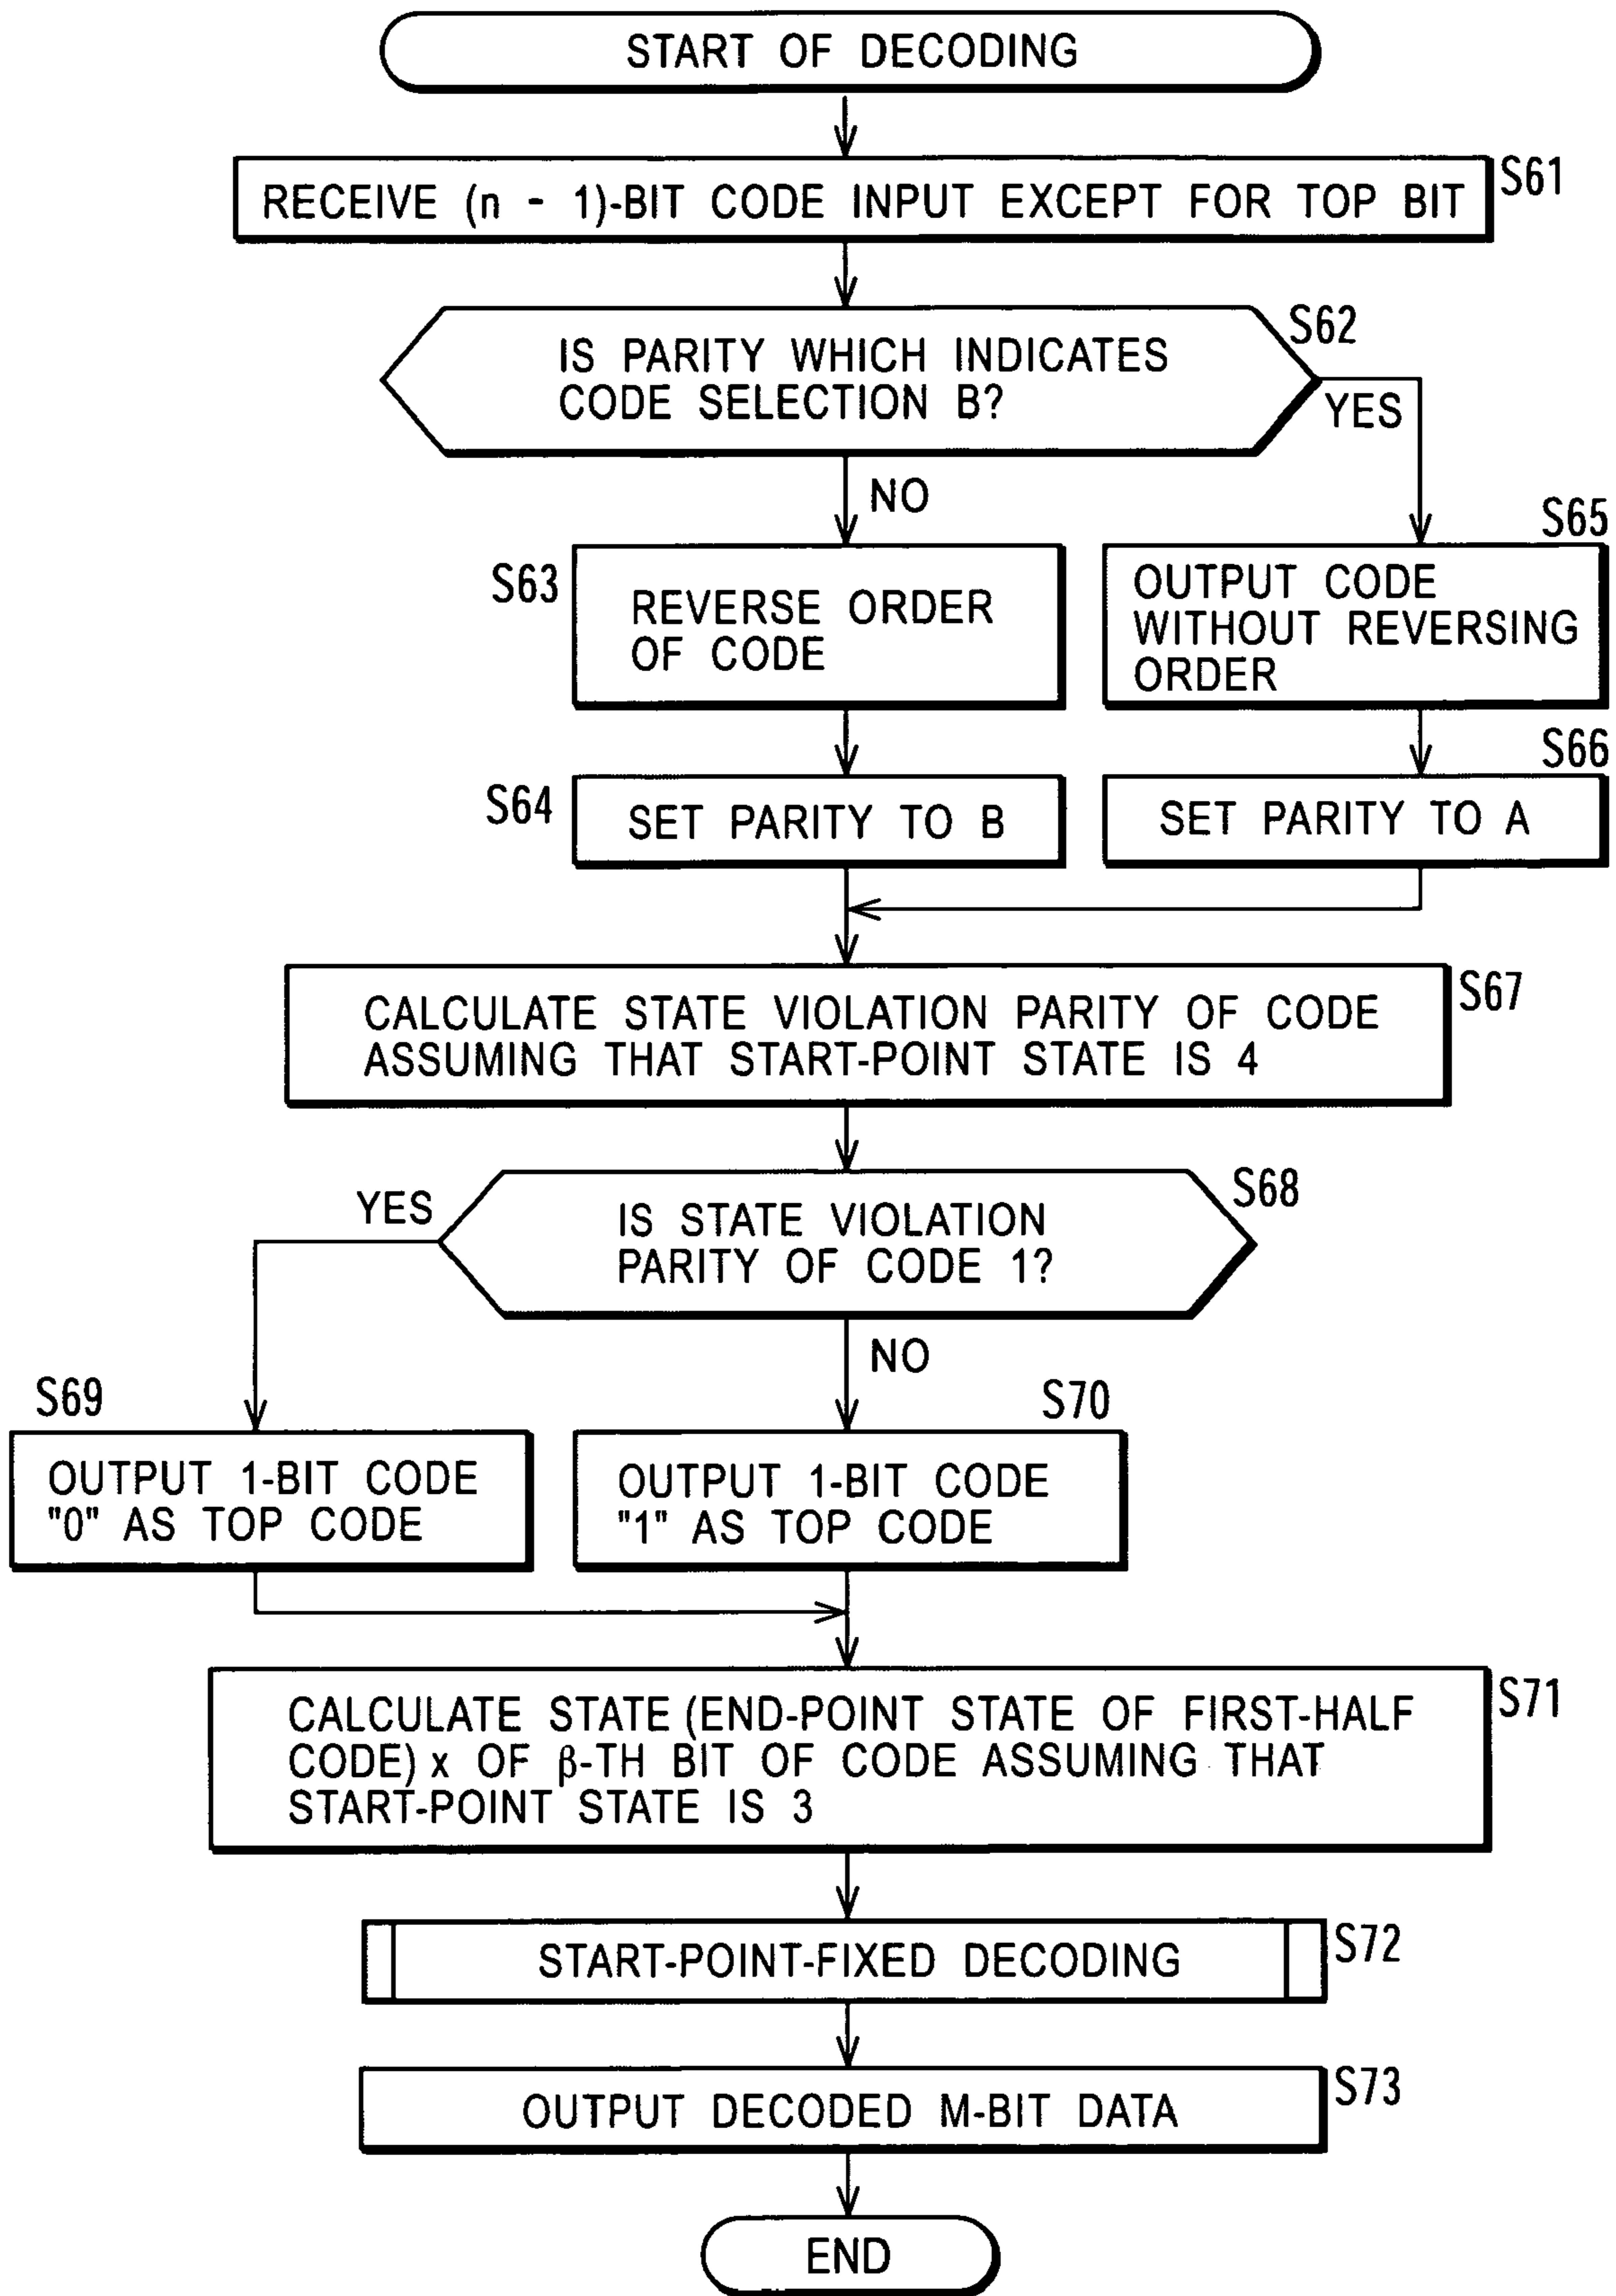 START OF DECODING
RECEIVE (n - 1)-BIT CODE INPUT EXCEPT FOR TOP BIT
S61
IS PARITY WHICH INDICATES
CODE SELECTION B?
S62
YES
NO
S63
REVERSE ORDER
OF CODE
S65
OUTPUT CODE
WITHOUT REVERSING
ORDER
S64
SET PARITY TO B
S66
SET PARITY TO A
S67
CALCULATE STATE VIOLATION PARITY OF CODE
ASSUMING THAT START-POINT STATE IS 4
S68
YES
IS STATE VIOLATION
PARITY OF CODE 1?
NO
S69
OUTPUT 1-BIT CODE
"0" AS TOP CODE
S70
OUTPUT 1-BIT CODE
"1" AS TOP CODE
S71
CALCULATE STATE (END-POINT STATE OF FIRST-HALF
CODE) x OF β-TH BIT OF CODE ASSUMING THAT
START-POINT STATE IS 3
START-POINT-FIXED DECODING
S72
OUTPUT DECODED M-BIT DATA
S73
END